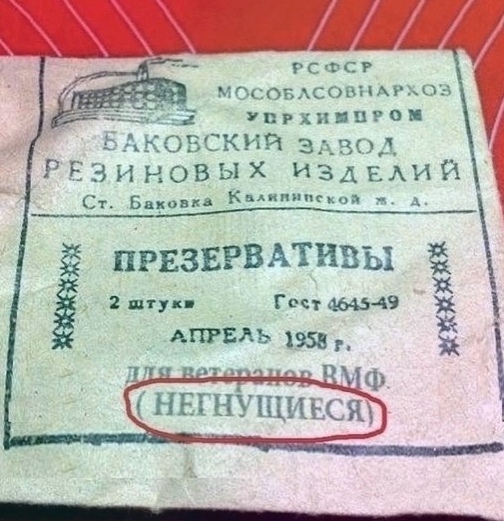 РСФСР
МОСОБЛСОВНАРХОЗ
УПРХИМПРОМ
БАКОВСКИЙ ЗАВОД
РЕЗИНОВЫХ ИЗДЕЛИЙ
Ст. Баковка Калининской ж. д.
ПРЕЗЕРВАТИВЫ
2 штуки Гост 4645-49
АПРЕЛЬ 1958 г.
для ветеранов ВМФ
(НЕГНУЩИЕСЯ)